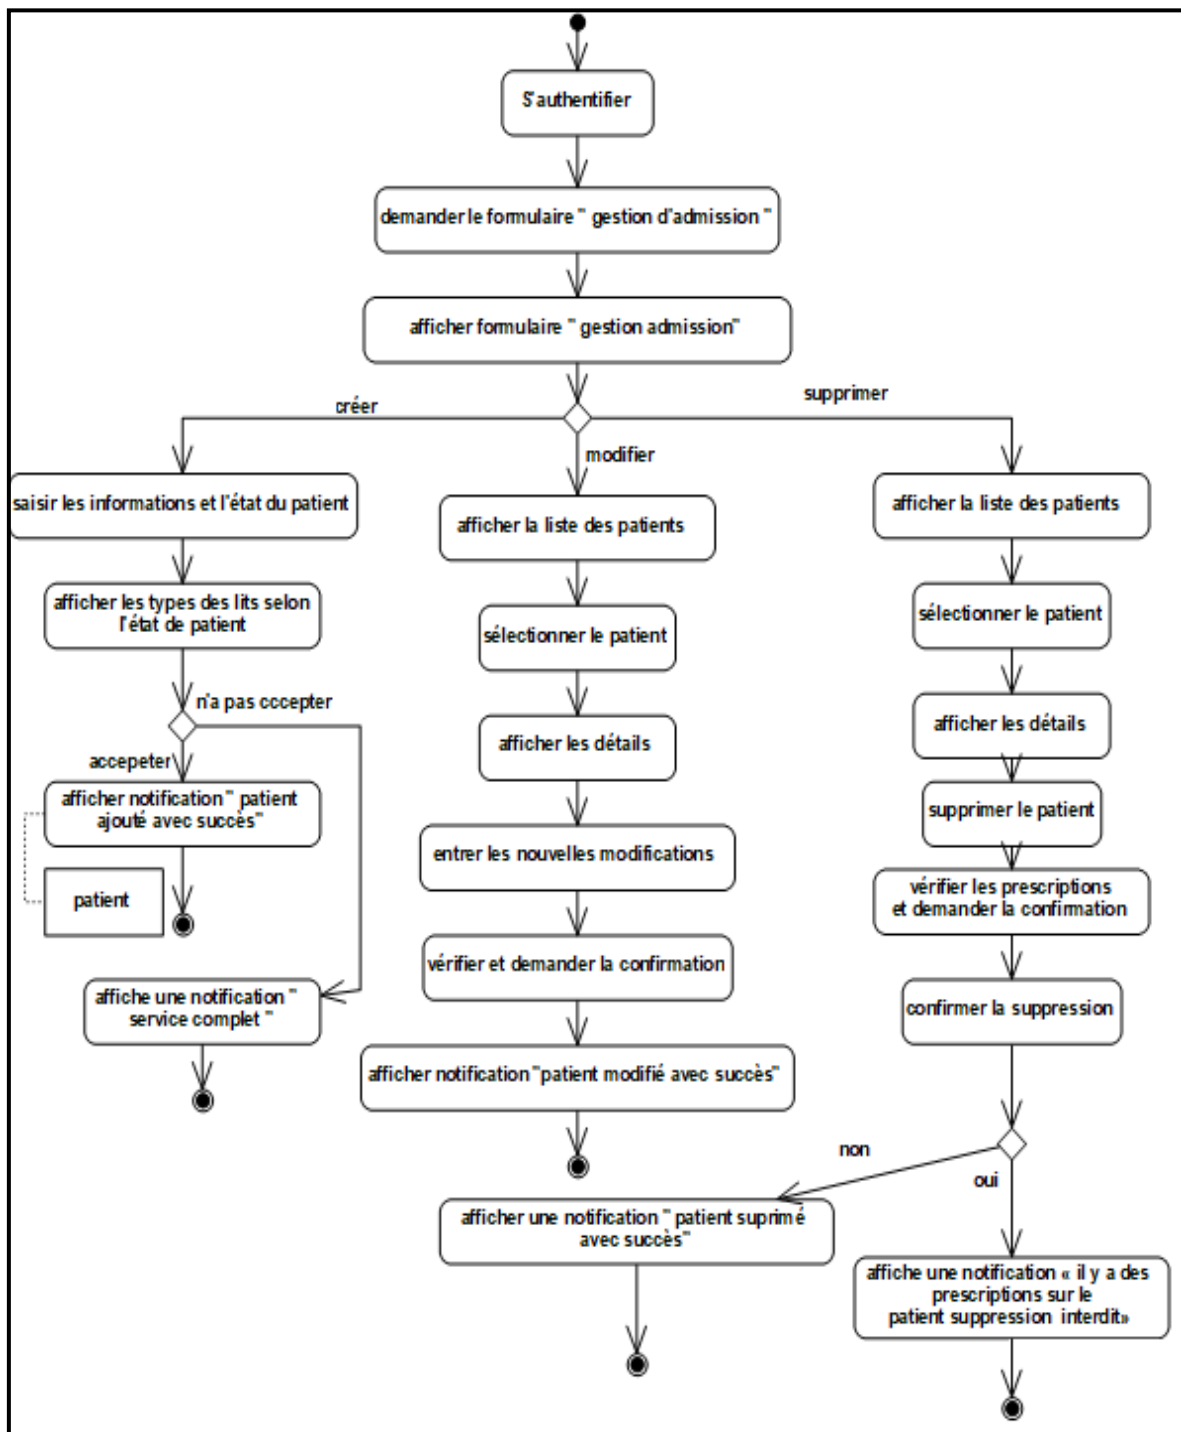 S'authentifier
demander le formulaire " gestion d'admission "
afficher formulaire " gestion admission"
créer
supprimer
modifier
saisir les informations et l'état du patient
afficher les types des lits selon
l'état de patient
n'a pas cccepter
accepeter
afficher notification " patient
ajouté avec succès"
patient
affiche une notification "
service complet "
afficher la liste des patients
sélectionner le patient
afficher les détails
entrer les nouvelles modifications
vérifier et demander la confirmation
afficher notification "patient modifié avec succès"
afficher la liste des patients
sélectionner le patient
afficher les détails
supprimer le patient
vérifier les prescriptions
et demander la confirmation
confirmer la suppression
non
oui
afficher une notification " patient suprimé
avec succès"
affiche une notification « il y a des
prescriptions sur le
patient suppression interdit»